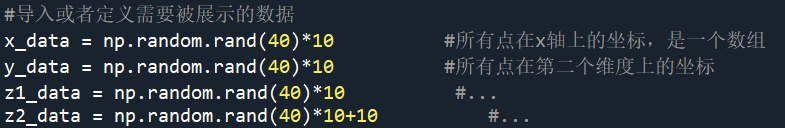 #导入或者定义需要被展示的数据
x_data = np.random.rand(40)*10 #所有点在x轴上的坐标，是一个数组
y_data = np.random.rand(40)*10 #所有点在第二个维度上的坐标
z1_data = np.random.rand(40)*10 #...
z2_data = np.random.rand(40)*10+10 #...